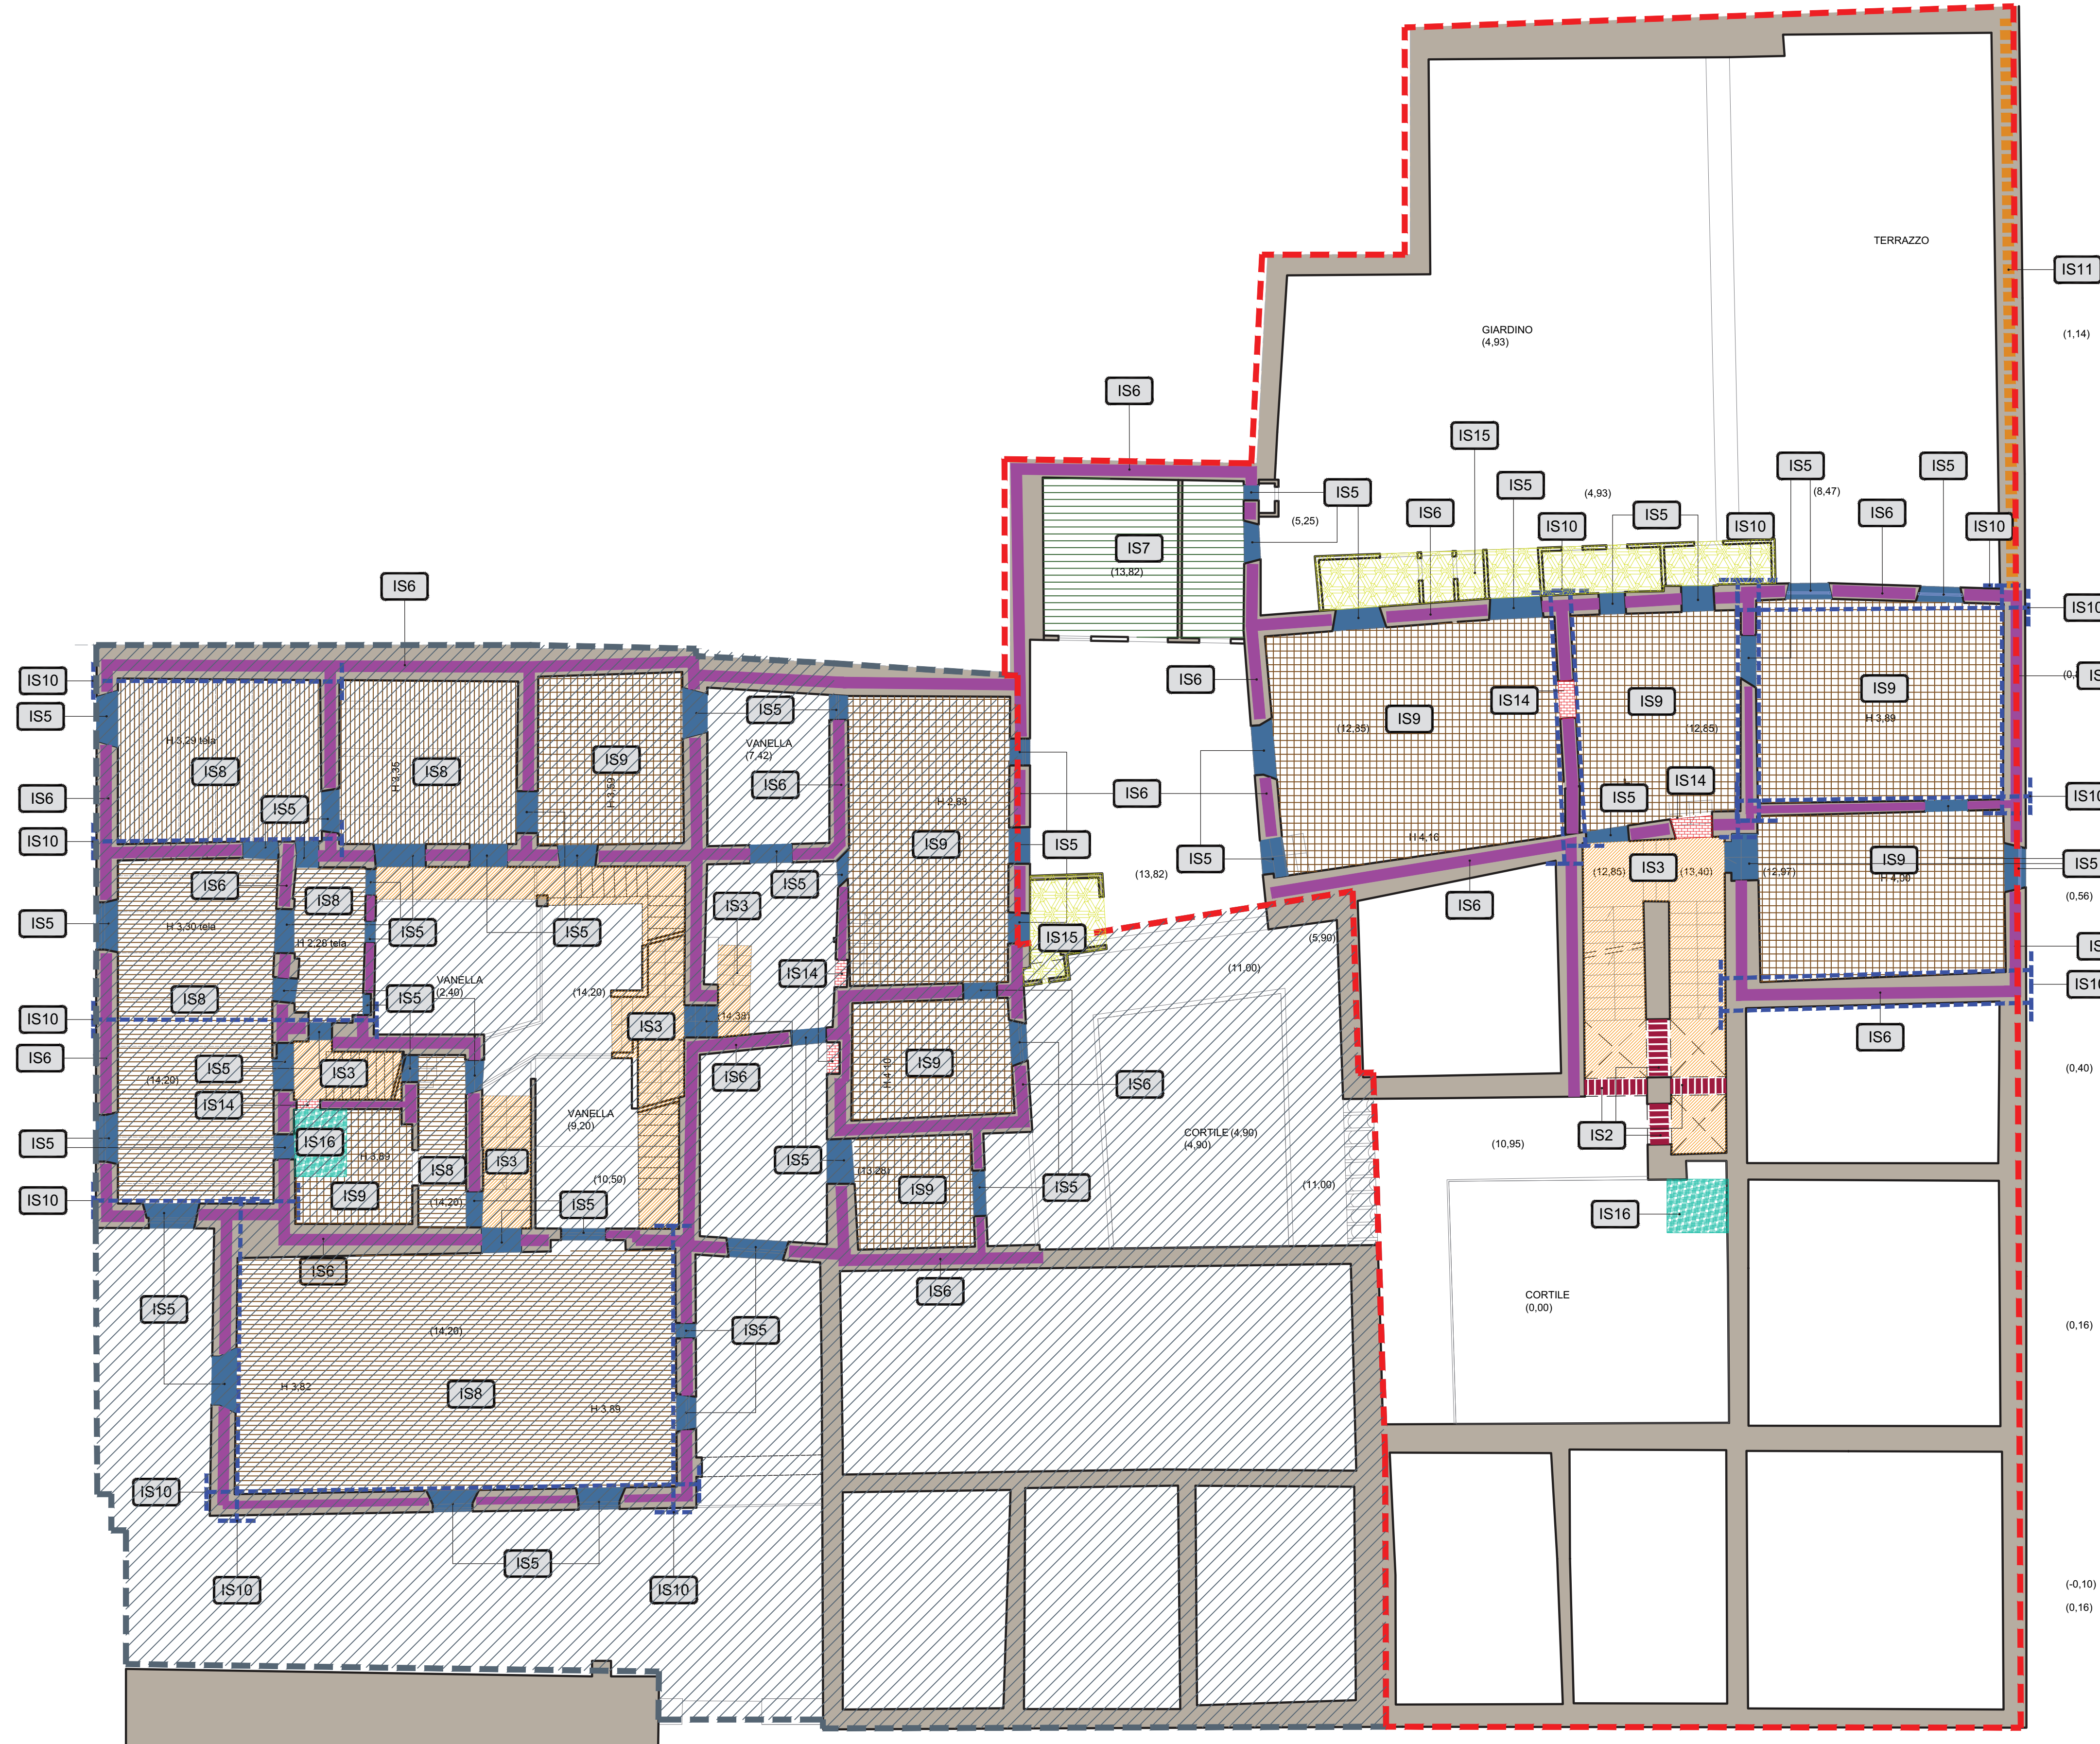 TERRAZZO
IS11
GIARDINO
(4,93)
(1,14)
IS6
IS15
IS5
IS5
IS5
IS5
(8,47)
(4,93)
IS6
IS6
(5,25)
IS5
IS10
IS10
IS10
IS7
(13,82)
IS6
IS10
IS10
IS6
IS5
IS9
IS9
IS9
IS14
(12,85)
(12,85)
H 3,89
IS5
H 3,29 tela
IS8
H 3,35
IS8
IS9
H 3,59
VANELLA
(7,42)
IS6
IS5
IS6
IS6
IS14
IS5
H 2,83
IS10
IS9
IS5
H 4,16
IS5
IS9
IS5
H 4,00
IS3
(12,85)
(13,40)
(12,97)
(13,82)
(0,56)
IS6
IS8
IS5
IS3
IS6
IS5
IS5
IS5
H 3,30 tela
H 2,26 tela
IS15
(5,90)
(11,00)
IS14
VANELLA
(2,40)
IS10
IS8
IS5
(14,20)
IS10
IS3
(14,38)
IS6
IS6
IS5
IS3
IS6
IS9
H 4,10
IS6
(0,40)
(14,20)
IS14
VANELLA
(9,20)
CORTILE (4,90)
(4,90)
IS2
(10,95)
IS5
IS16
H 3,89
IS3
IS8
IS5
(13,28)
IS9
IS5
(11,00)
IS10
IS9
(14,20)
(10,50)
IS5
IS16
IS6
IS6
CORTILE
(0,00)
IS5
IS5
(14,20)
(0,16)
H 3,82
IS8
H 3,89
IS10
IS5
IS10
IS10
(-0,10)
(0,16)